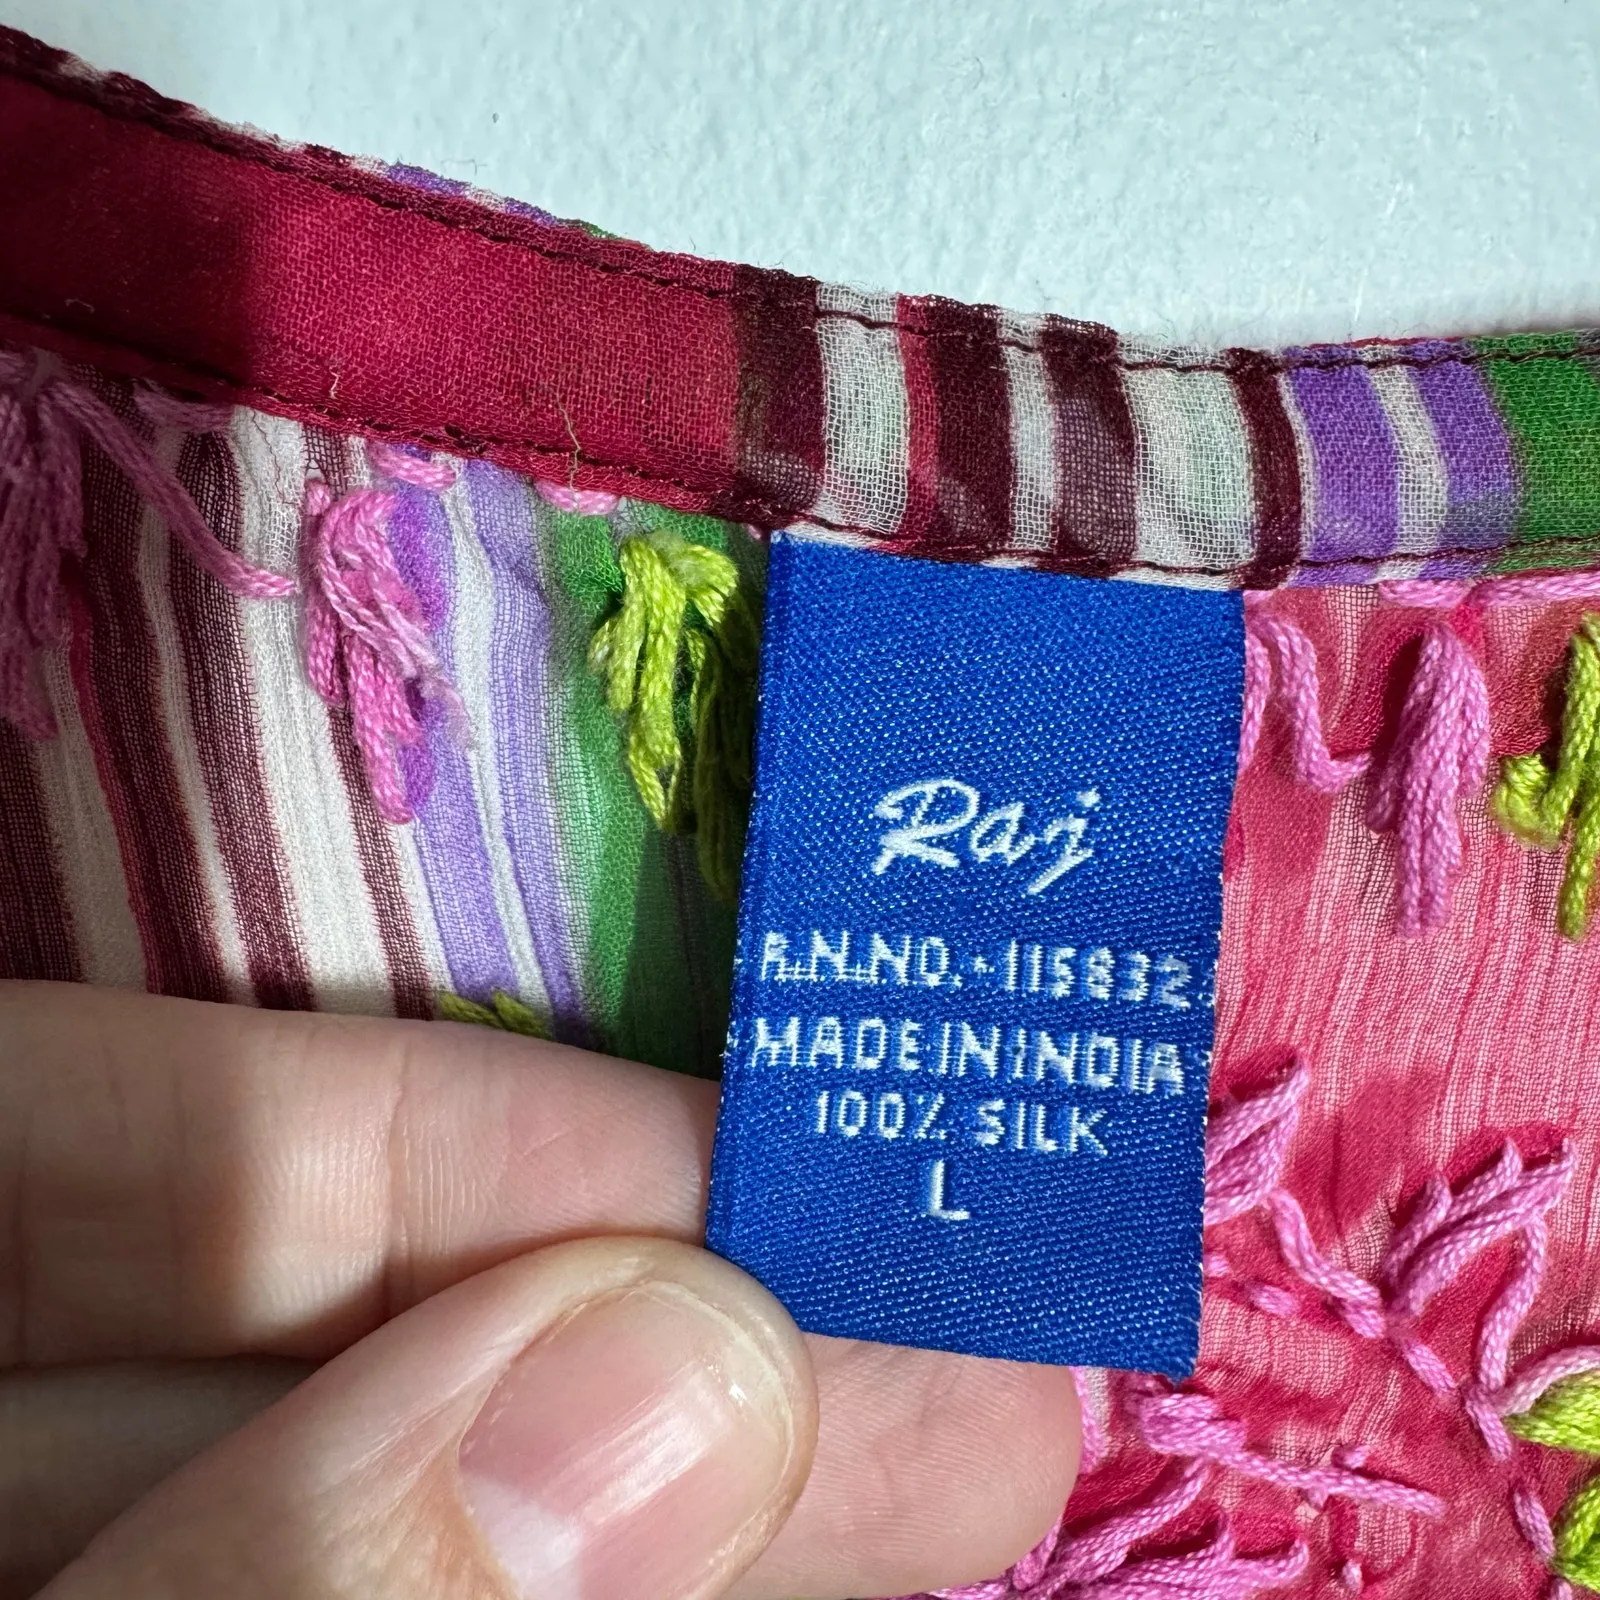 Raj
R.N.NO.-115832
MADE IN INDIA
100% SILK
L